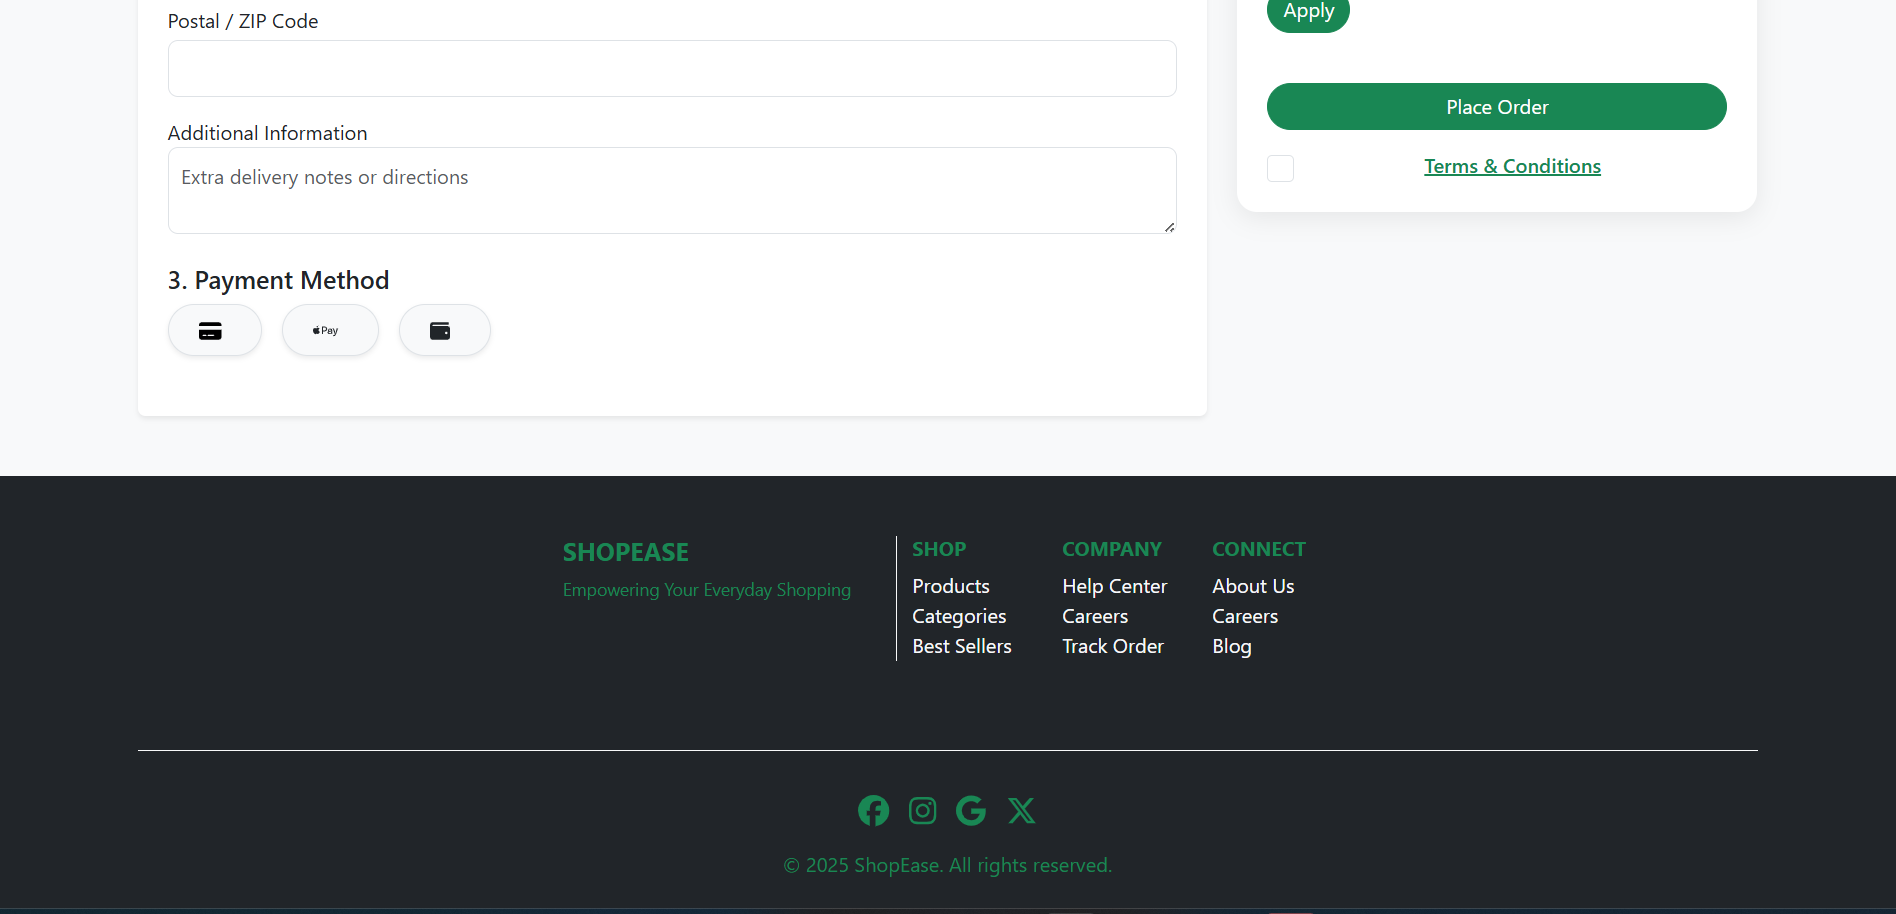 Postal / ZIP Code
Additional Information
Extra delivery notes or directions
3. Payment Method
Pay
Apply
Place Order
Terms & Conditions
SHOPEASE
Empowering Your Everyday Shopping
SHOP
Products
Categories
Best Sellers
COMPANY
Help Center
Careers
Track Order
CONNECT
About Us
Careers
Blog
© 2025 ShopEase. All rights reserved.